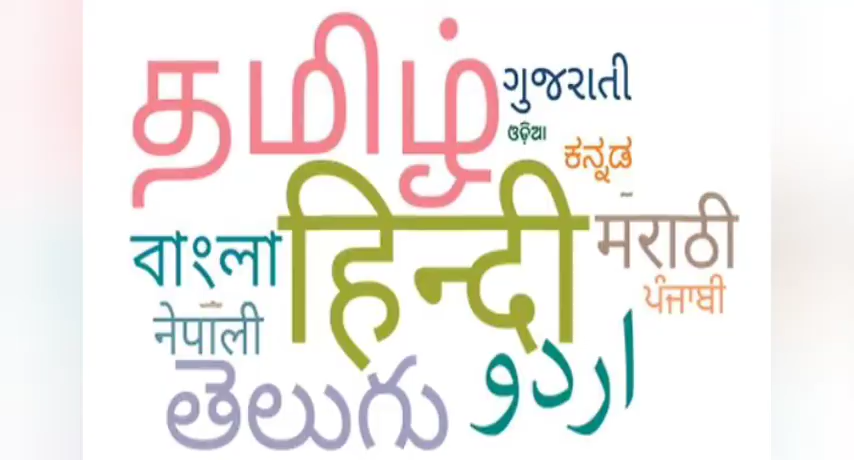 தமிழ்
ગુજરાતી
ଓଡ଼ିଆ
ಕನ್ನಡ
हिन्दी
বাংলা
मराठी
ਪੰਜਾਬੀ
नेपाली
اردو
తెలుగు